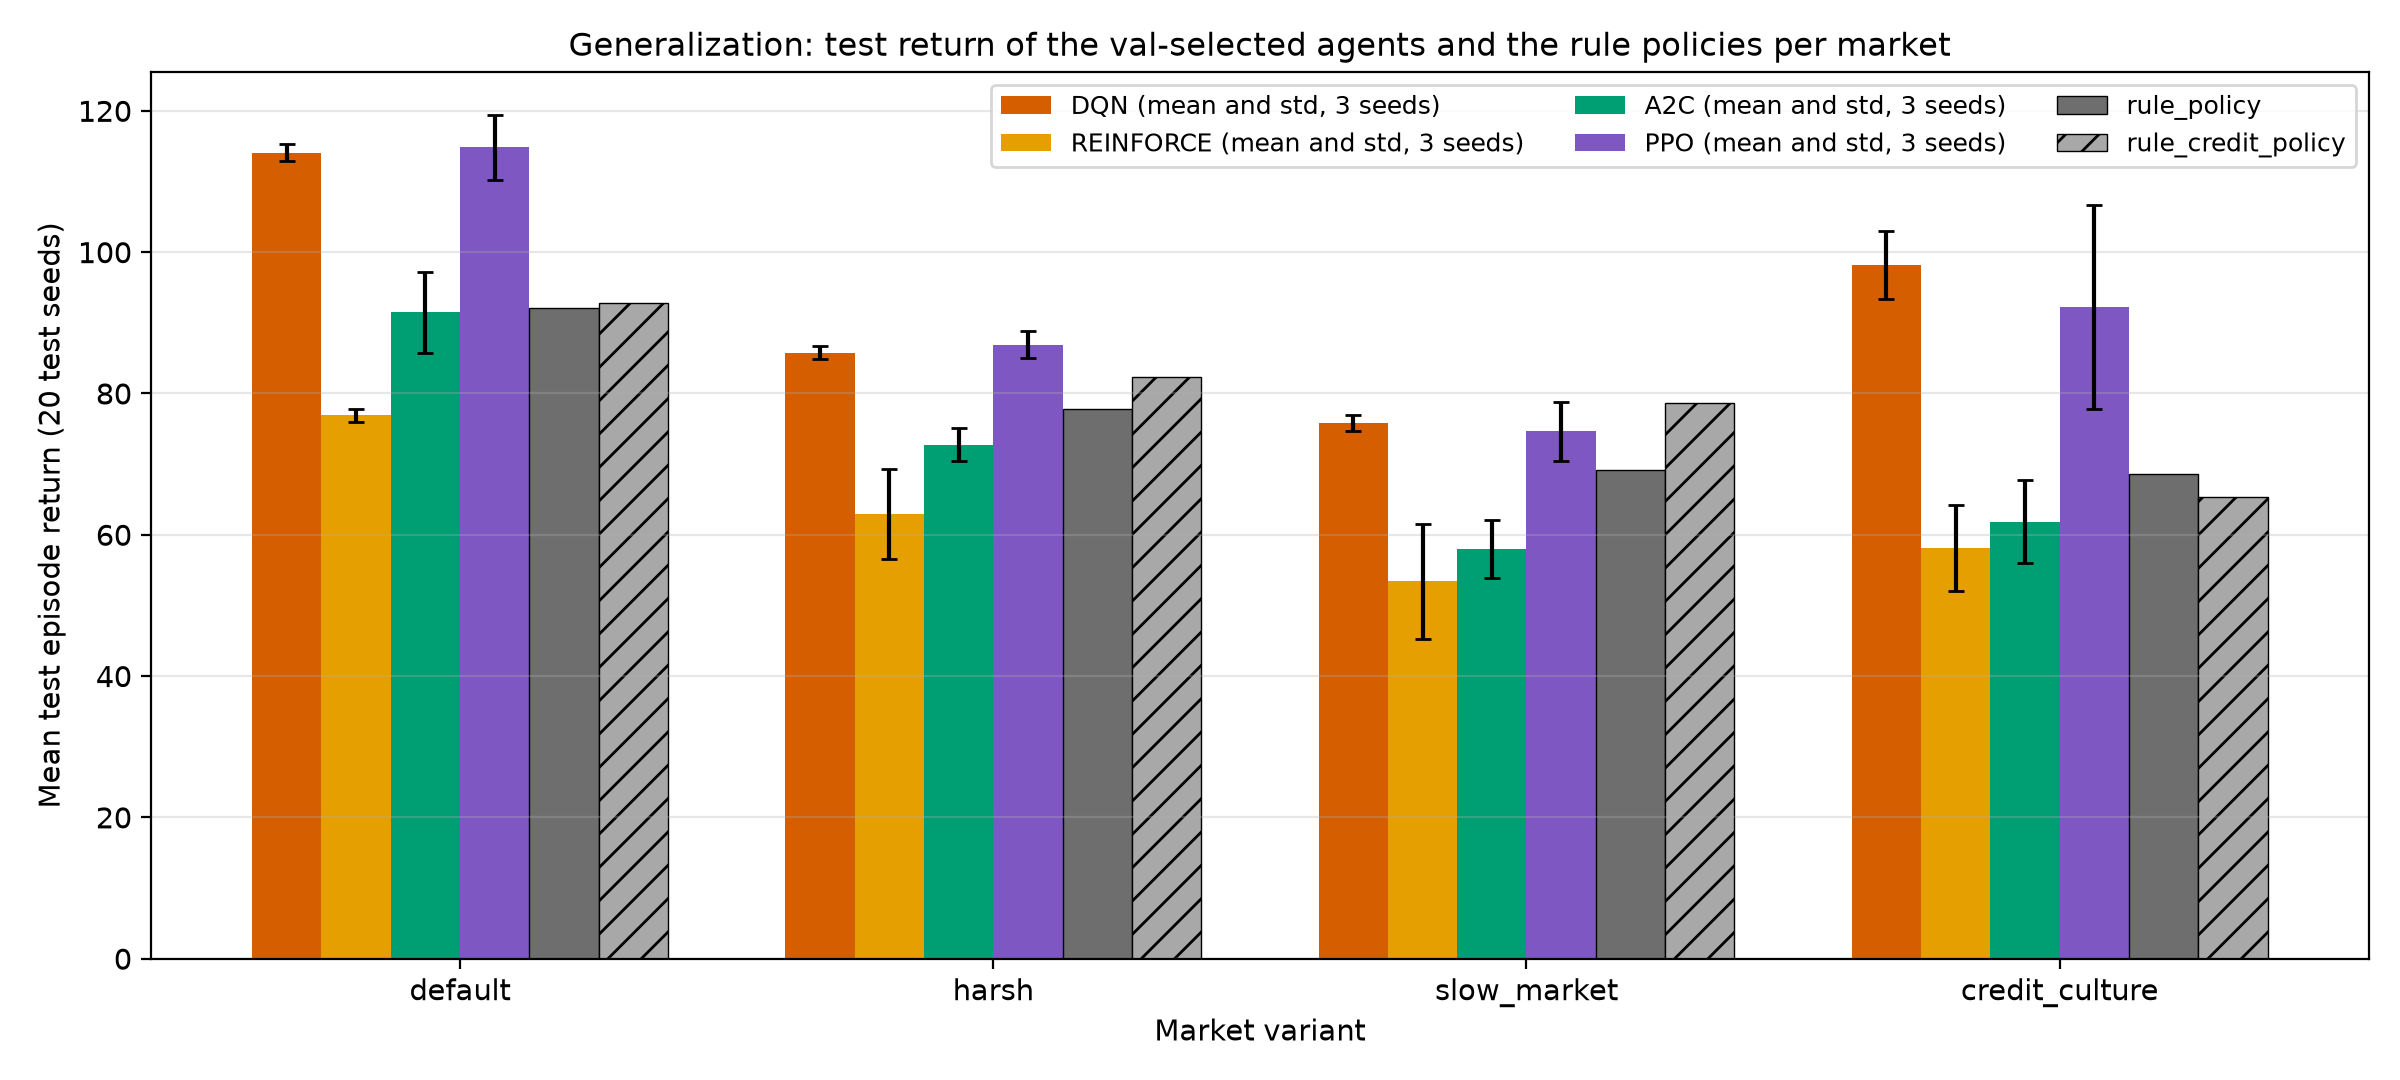 Generalization: test return of the val-selected agents and the rule policies per market
DQN (mean and std, 3 seeds)
REINFORCE (mean and std, 3 seeds)
A2C (mean and std, 3 seeds)
PPO (mean and std, 3 seeds)
rule_policy
rule_credit_policy
Mean test episode return (20 test seeds)
120
100
80
60
40
20
0
default
harsh
slow_market
credit_culture
Market variant